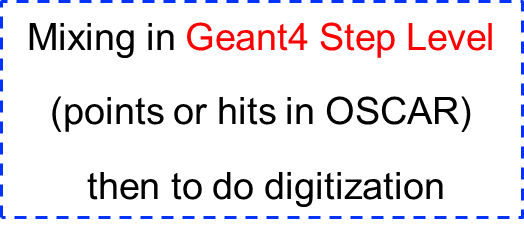 Mixing in Geant4 Step Level
(points or hits in OSCAR)
then to do digitization